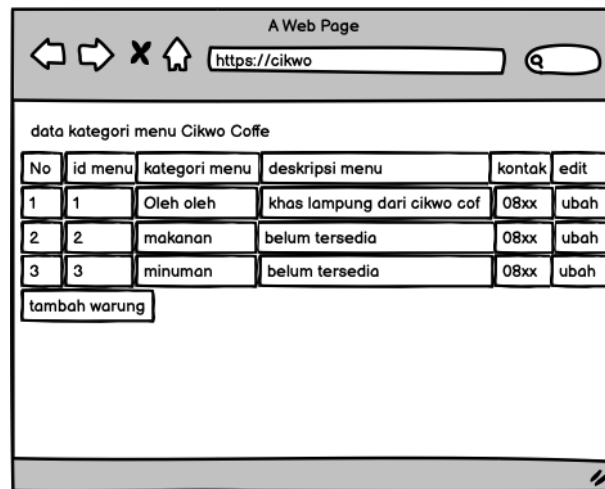 A Web Page
https://cikwo
data kategori menu Cikwo Coffe
No id menu kategori menu deskripsi menu kontak edit
1 1 Oleh oleh khas lampung dari cikwo cof 08xx ubah
2 2 makanan belum tersedia 08xx ubah
3 3 minuman belum tersedia 08xx ubah
tambah warung